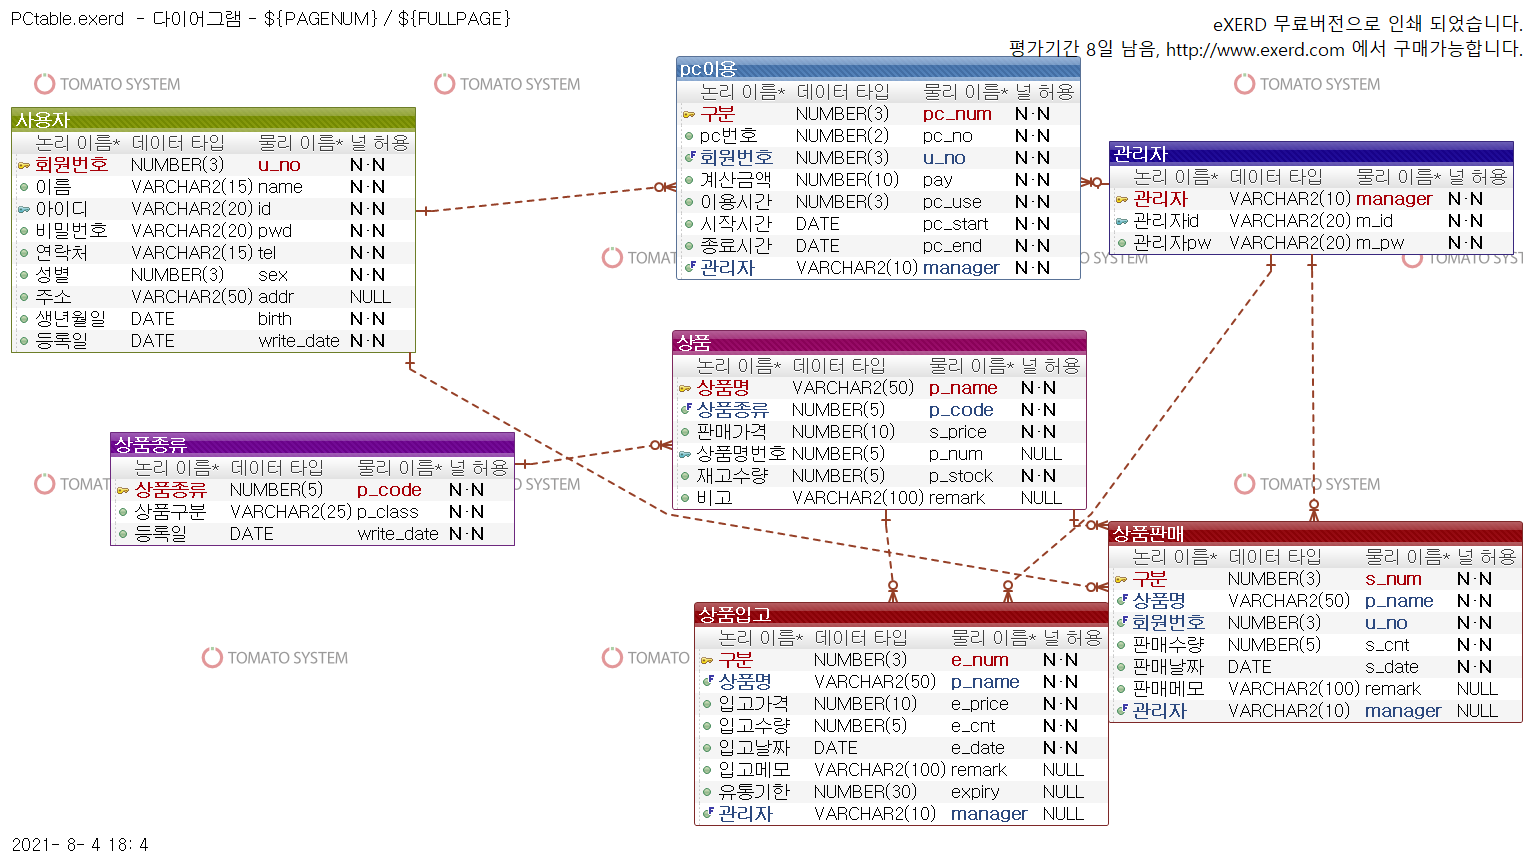 PCtable.exerd - 다이어그램 - ${PAGENUM} / ${FULLPAGE}
eXERD 무료버전으로 인쇄 되었습니다.
평가기간 8일 남음, http://www.exerd.com 에서 구매가능합니다.
TOMATO SYSTEM
TOMATO SYSTEM
TOMATO SYSTEM
사용자
논리 이름* 데이터 타입 물리 이름* 널 허용
회원번호 NUMBER(3) u_no N·N
이름 VARCHAR2(15) name N·N
아이디 VARCHAR2(20) id N·N
비밀번호 VARCHAR2(20) pwd N·N
연락처 VARCHAR2(15) tel N·N
성별 NUMBER(3) sex N·N
주소 VARCHAR2(50) addr NULL
생년월일 DATE birth N·N
등록일 DATE write_date N·N
pc이용
논리 이름* 데이터 타입 물리 이름* 널 허용
구분 NUMBER(3) pc_num N·N
pc번호 NUMBER(2) pc_no N·N
회원번호 NUMBER(3) u_no N·N
계산금액 NUMBER(10) pay N·N
이용시간 NUMBER(3) pc_use N·N
시작시간 DATE pc_start N·N
종료시간 DATE pc_end N·N
관리자 VARCHAR2(10) manager N·N
관리자
논리 이름* 데이터 타입 물리 이름* 널 허용
관리자 VARCHAR2(10) manager N·N
관리자id VARCHAR2(20) m_id N·N
관리자pw VARCHAR2(20) m_pw N·N
TOMA
SYSTEM
TOMATO SYST
상품
논리 이름* 데이터 타입 물리 이름* 널 허용
상품명 VARCHAR2(50) p_name N·N
상품종류 NUMBER(5) p_code N·N
판매가격 NUMBER(10) s_price N·N
상품명번호 NUMBER(5) p_num NULL
재고수량 NUMBER(5) p_stock N·N
비고 VARCHAR2(100) remark NULL
상품종류
논리 이름* 데이터 타입 물리 이름* 널 허용
상품종류 NUMBER(5) p_code N·N
상품구분 VARCHAR2(25) p_class N·N
등록일 DATE write_date N·N
TOMAT
SYSTEM
TOMATO SYSTEM
상품판매
논리 이름* 데이터 타입 물리 이름* 널 허용
구분 NUMBER(3) s_num N·N
상품명 VARCHAR2(50) p_name N·N
회원번호 NUMBER(3) u_no N·N
판매수량 NUMBER(5) s_cnt N·N
판매날짜 DATE s_date N·N
판매메모 VARCHAR2(100) remark NULL
관리자 VARCHAR2(10) manager NULL
상품입고
논리 이름* 데이터 타입 물리 이름* 널 허용
구분 NUMBER(3) e_num N·N
상품명 VARCHAR2(50) p_name N·N
입고가격 NUMBER(10) e_price N·N
입고수량 NUMBER(5) e_cnt N·N
입고날짜 DATE e_date N·N
입고메모 VARCHAR2(100) remark NULL
유통기한 NUMBER(30) expiry NULL
관리자 VARCHAR2(10) manager NULL
TOMATO SYSTEM
TOMATO
2021- 8- 4 18: 4